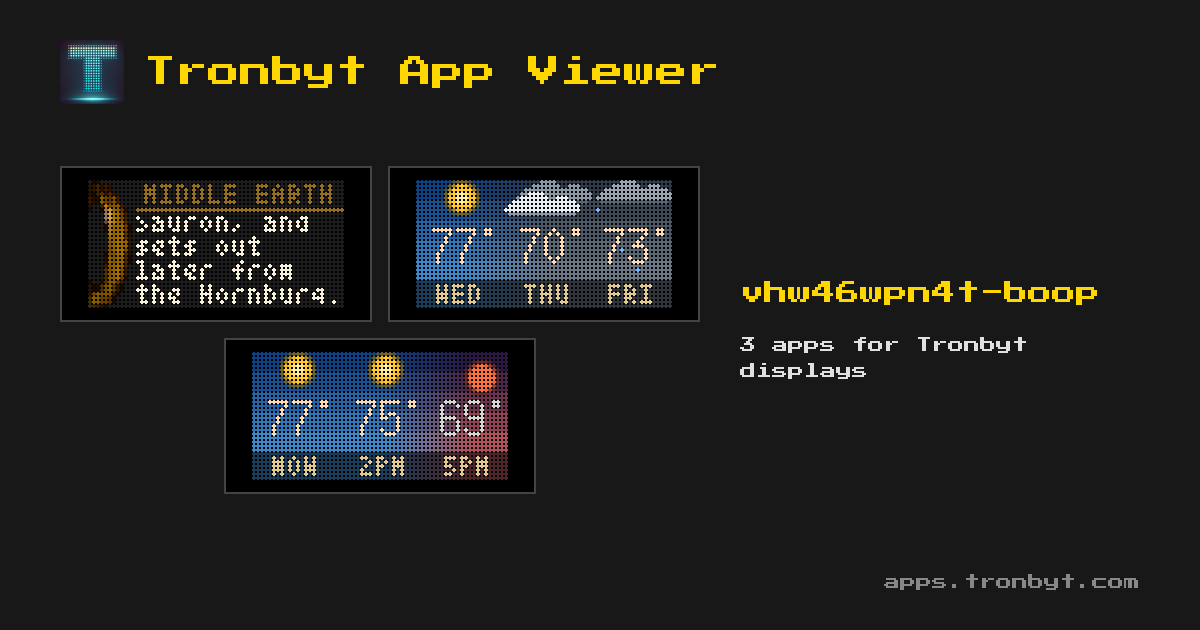 Tronbyt App Viewer
MIDDLE EARTH
Sauron, and
sets out
later from
the Hornburg.
77° 70° 73°
WED THU FRI
77° 75° 69°
NOW 2PM 5PM
vhw46wpn4t-boop
3 apps for Tronbyt
displays
apps.tronbyt.com